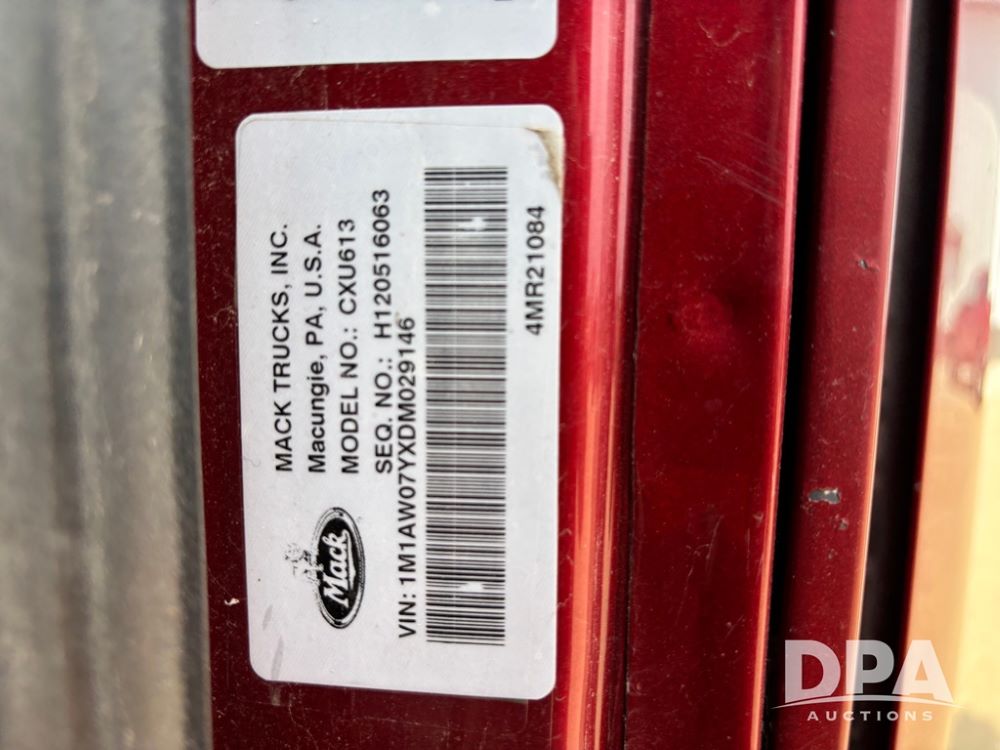 MACK TRUCKS, INC.
Macungie, PA, U.S.A.
MODEL NO.: CXU613
SEQ. NO.: H120516063
Mack
VIN: 1M1AW07YXDM029146
4MR21084
DPA
AUCTIONS